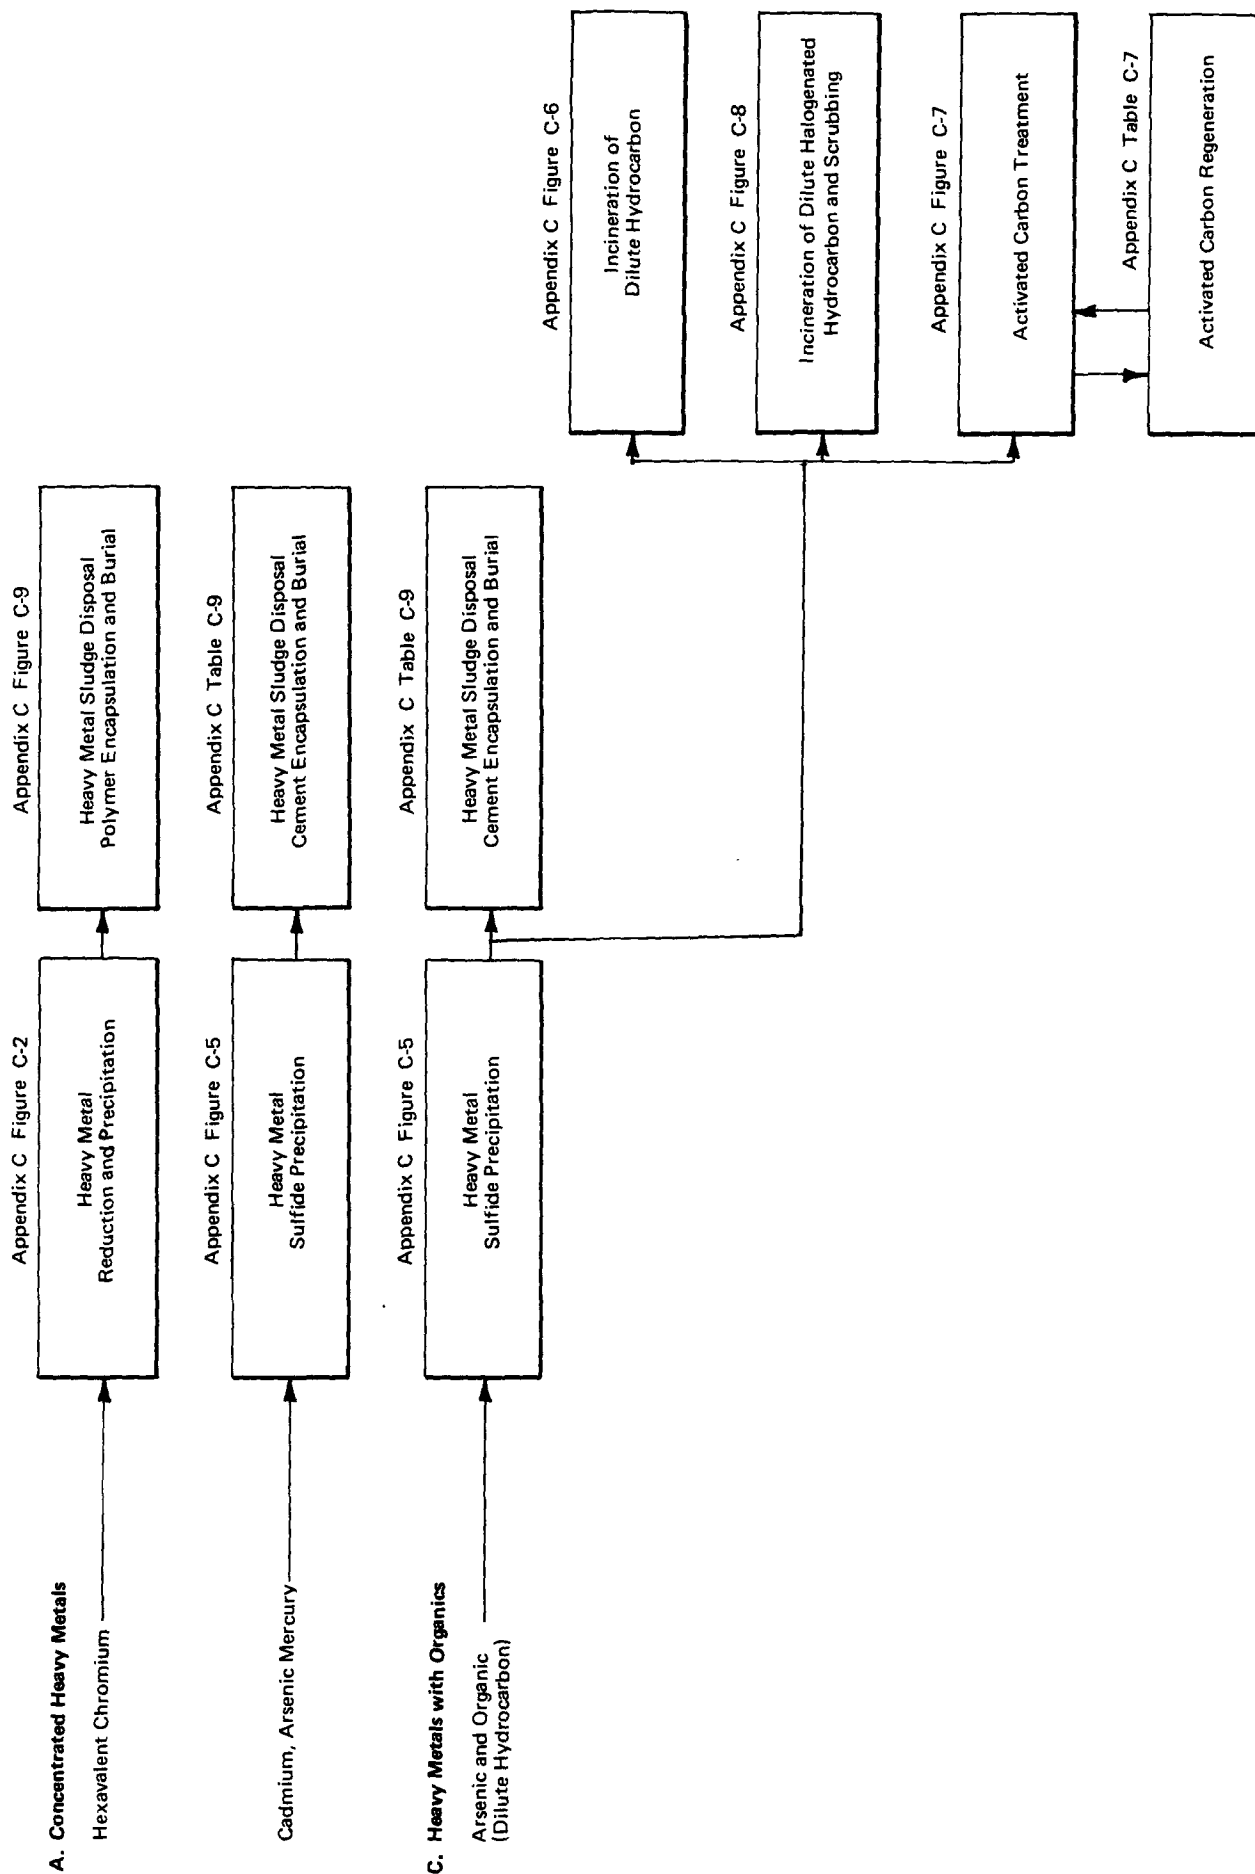 A. Concentrated Heavy Metals
Hexavalent Chromium
Appendix C Figure C-2
Heavy Metal
Reduction and Precipitation
Appendix C Figure C-9
Heavy Metal Sludge Disposal
Polymer Encapsulation and Burial
Cadmium, Arsenic Mercury
Appendix C Figure C-5
Heavy Metal
Sulfide Precipitation
Appendix C Table C-9
Heavy Metal Sludge Disposal
Cement Encapsulation and Burial
C. Heavy Metals with Organics
Arsenic and Organic
(Dilute Hydrocarbon)
Appendix C Figure C-5
Heavy Metal
Sulfide Precipitation
Appendix C Table C-9
Heavy Metal Sludge Disposal
Cement Encapsulation and Burial
Appendix C Figure C-6
Incineration of
Dilute Hydrocarbon
Appendix C Figure C-8
Incineration of Dilute Halogenated
Hydrocarbon and Scrubbing
Appendix C Figure C-7
Activated Carbon Treatment
Appendix C Table C-7
Activated Carbon Regeneration